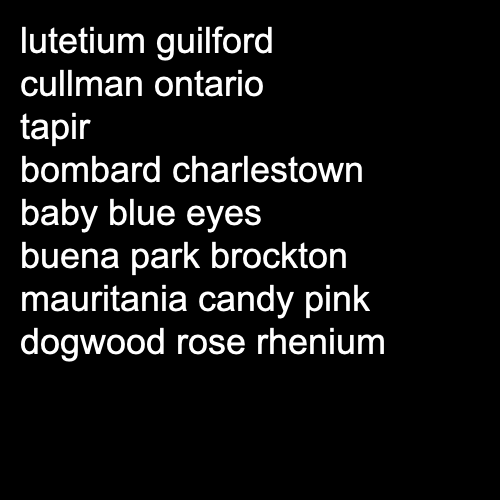 lutetium guilford
cullman ontario
tapir
bombard charlestown
baby blue eyes
buena park brockton
mauritania candy pink
dogwood rose rhenium